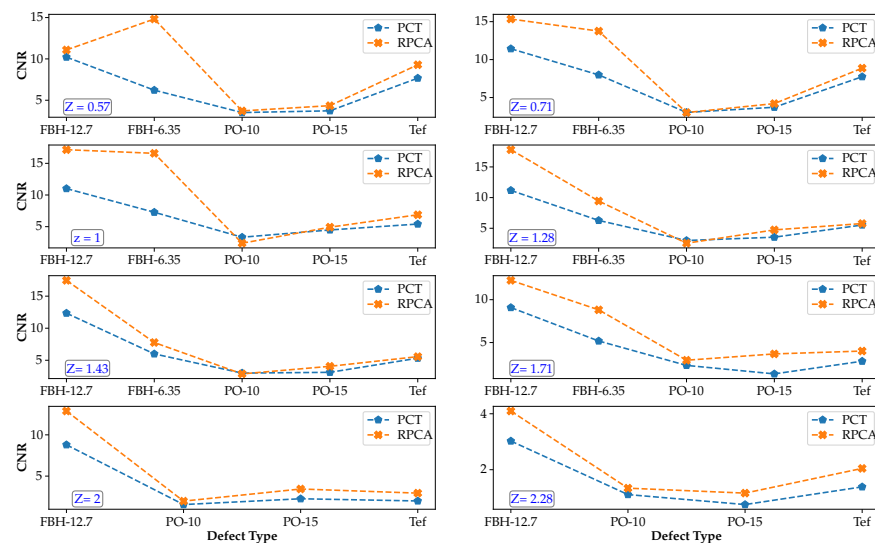 15
10
5
CNR
PCT
RPCA
Z = 0.57
FBH-12.7 FBH-6.35 PO-10 PO-15 Tef
15
10
5
PCT
RPCA
Z= 0.71
FBH-12.7 FBH-6.35 PO-10 PO-15 Tef
15
10
5
CNR
PCT
RPCA
z = 1
FBH-12.7 FBH-6.35 PO-10 PO-15 Tef
15
10
5
PCT
RPCA
Z = 1.28
FBH-12.7 FBH-6.35 PO-10 PO-15 Tef
15
10
5
CNR
PCT
RPCA
Z= 1.43
FBH-12.7 FBH-6.35 PO-10 PO-15 Tef
10
5
PCT
RPCA
Z= 1.71
FBH-12.7 FBH-6.35 PO-10 PO-15 Tef
10
5
CNR
PCT
RPCA
Z= 2
FBH-12.7 PO-10 PO-15 Tef
Defect Type
4
2
PCT
RPCA
Z= 2.28
FBH-12.7 PO-10 PO-15 Tef
Defect Type